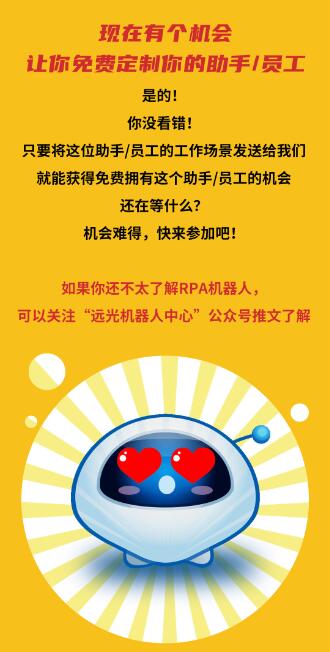 现在有个机会
让你免费定制你的助手/员工
是的！
你没看错！
只要将这位助手/员工的工作场景发送给我们
就能获得免费拥有这个助手/员工的机会
还在等什么？
机会难得，快来参加吧！
如果你还不太了解RPA机器人，
可以关注“远光机器人中心”公众号推文了解